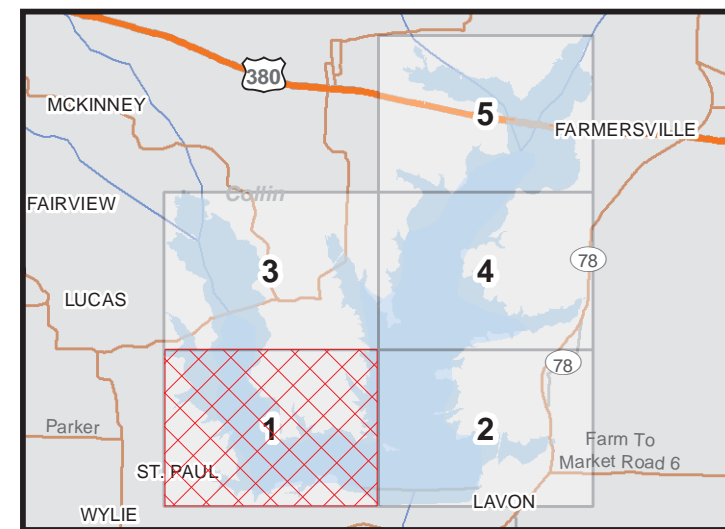 380
MCKINNEY
5
FARMERSVILLE
Collin
FAIRVIEW
3
4
78
LUCAS
78
Parker
1
2
Farm To
Market Road 6
ST. PAUL
LAVON
WYLIE